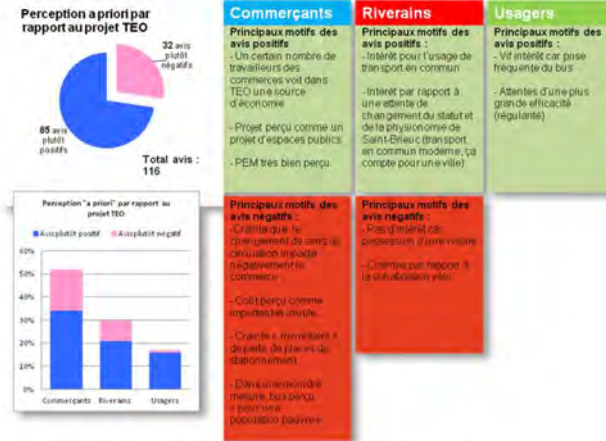 Perception a priori par
rapport au projet TEO
32 avis
plutôt
négatifs
85 avis
plutôt
positifs
Total avis :
116
Perception "a priori" par rapport au
projet TEO
Avis plutôt positif
Avis plutôt négatif
60%
50%
40%
30%
20%
10%
0%
Commerçants
Riverains
Usagers
Commerçants
Principaux motifs des
avis positifs
- Un certain nombre de
travailleurs des
commerces voit dans
TEO une source
d'économie
- Projet perçu comme un
projet d'espaces publics
- PEM très bien perçu
Principaux motifs des
avis négatifs :
- Crainte que le
changement de sens de
circulation impacte
négativement le
commerce
- Coût perçu comme
important et inutile
- Crainte « immédiate »
de perte de places de
stationnement
- Dans une moindre
mesure, bus perçu
« pour une
population pauvre »
Riverains
Principaux motifs des
avis positifs :
- Intérêt pour l'usage de
transport en commun
- Intérêt par rapport à
une attente de
changement du statut et
de la physionomie de
Saint-Brieuc (transport
en commun moderne, ça
compte pour une ville)
Principaux motifs des
avis négatifs :
- Pas d'intérêt car
possession d'une voiture
- Craintes par rapport à
la cohabitation vélo
Usagers
Principaux motifs des
avis positifs :
- Vif intérêt car prise
fréquente du bus
- Attentes d'une plus
grande efficacité
(régularité)